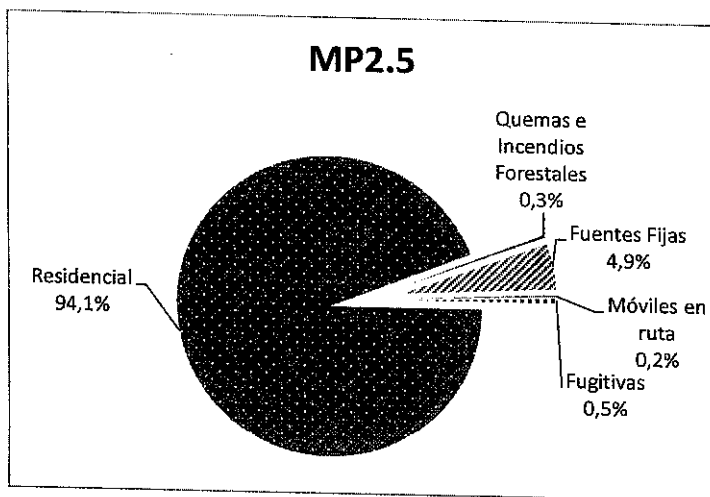 MP2.5
Quemas e
Incendios
Forestales
0,3%
Fuentes Fijas
4,9%
Residencial
94,1%
Móviles en
ruta
0,2%
Fugitivas
0,5%